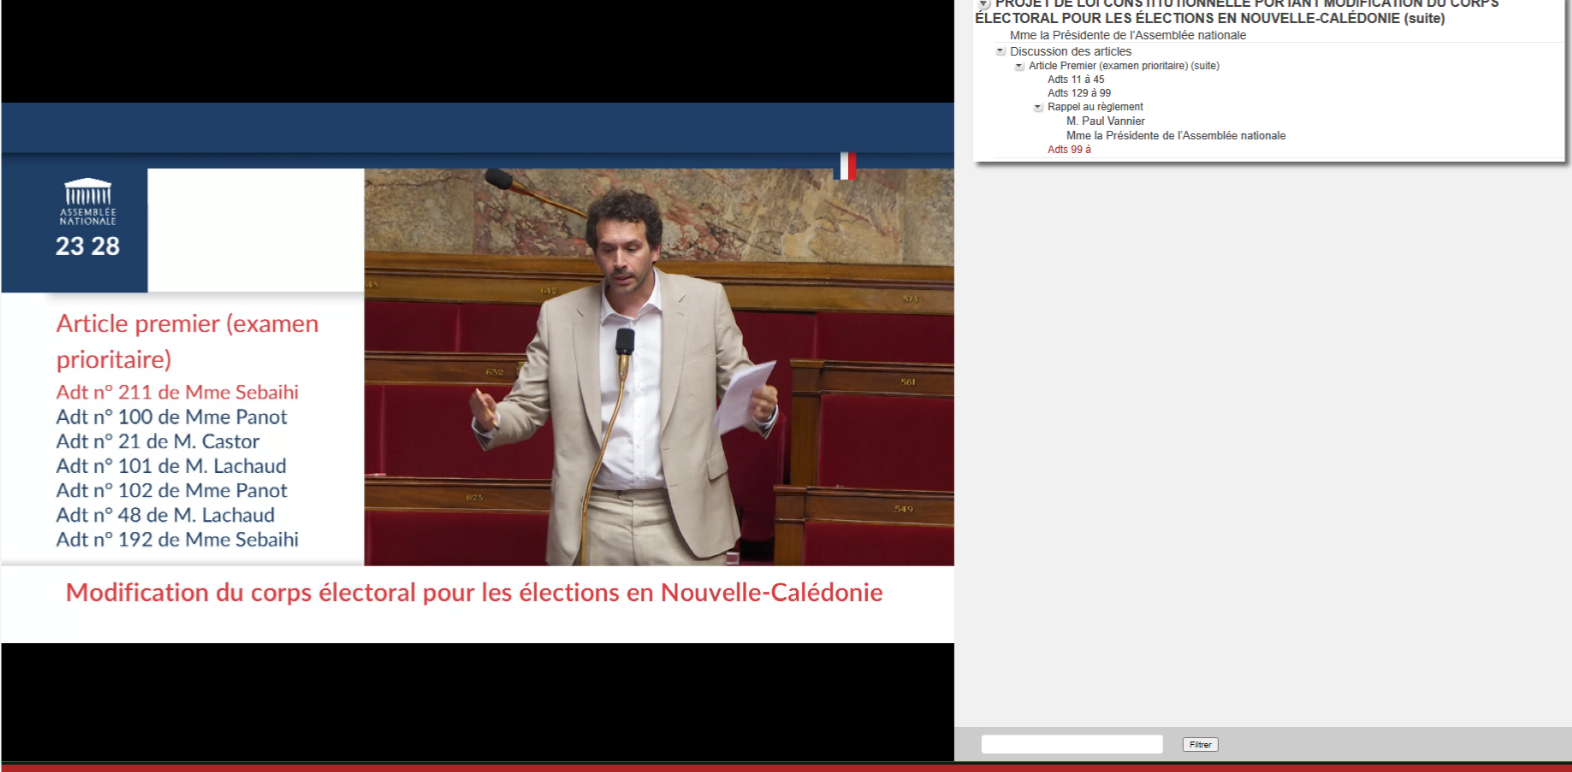 ASSEMBLÉE
NATIONALE
23 28
Article premier (examen
prioritaire)
Adt n° 211 de Mme Sebaihi
Adt n° 100 de Mme Panot
Adt n° 21 de M. Castor
Adt n° 101 de M. Lachaud
Adt n° 102 de Mme Panot
Adt n° 48 de M. Lachaud
Adt n° 192 de Mme Sebaihi
642
632
561
675
549
Modification du corps électoral pour les élections en Nouvelle-Calédonie
PROJET DE LOI CONSTITUTIONNELLE PORTANT MODIFICATION DU CORPS
ÉLECTORAL POUR LES ÉLECTIONS EN NOUVELLE-CALÉDONIE (suite)
Mme la Présidente de l'Assemblée nationale
Discussion des articles
Article Premier (examen prioritaire) (suite)
Adts 11 à 45
Adts 129 à 99
Rappel au règlement
M. Paul Vannier
Mme la Présidente de l'Assemblée nationale
Adts 99 à
Filtrer